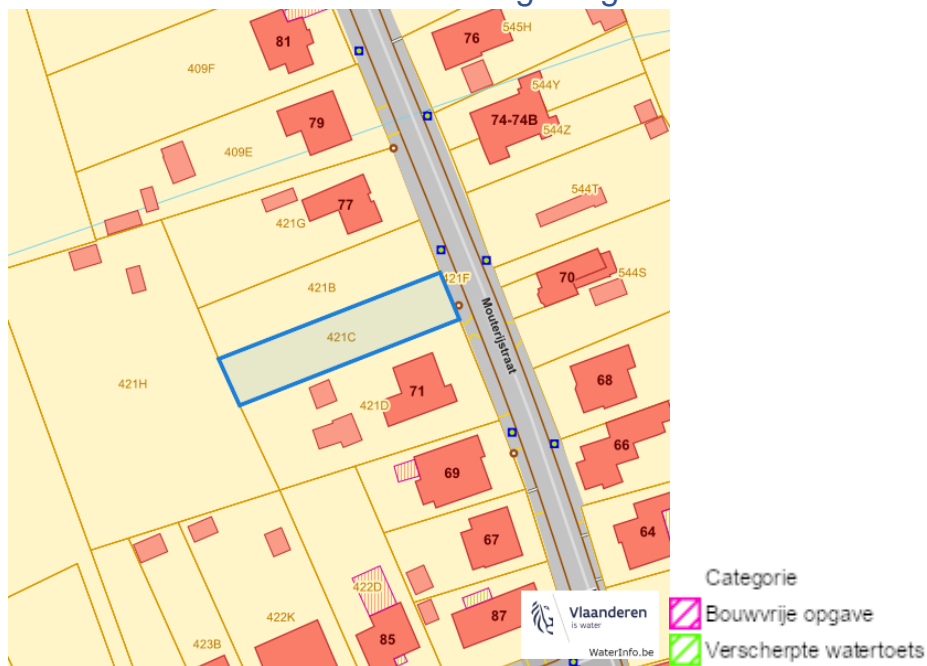 81
76
545H
409F
544Y
79
74-74B
544Z
409E
544T
77
421G
421F
544S
70
421B
Mouterijstraat
421C
421H
68
71
421D
66
69
64
67
422D
87
422K
85
423B
Vlaanderen
is water
WaterInfo.be
Categorie
Bouwvrije opgave
Verscherpte watertoets